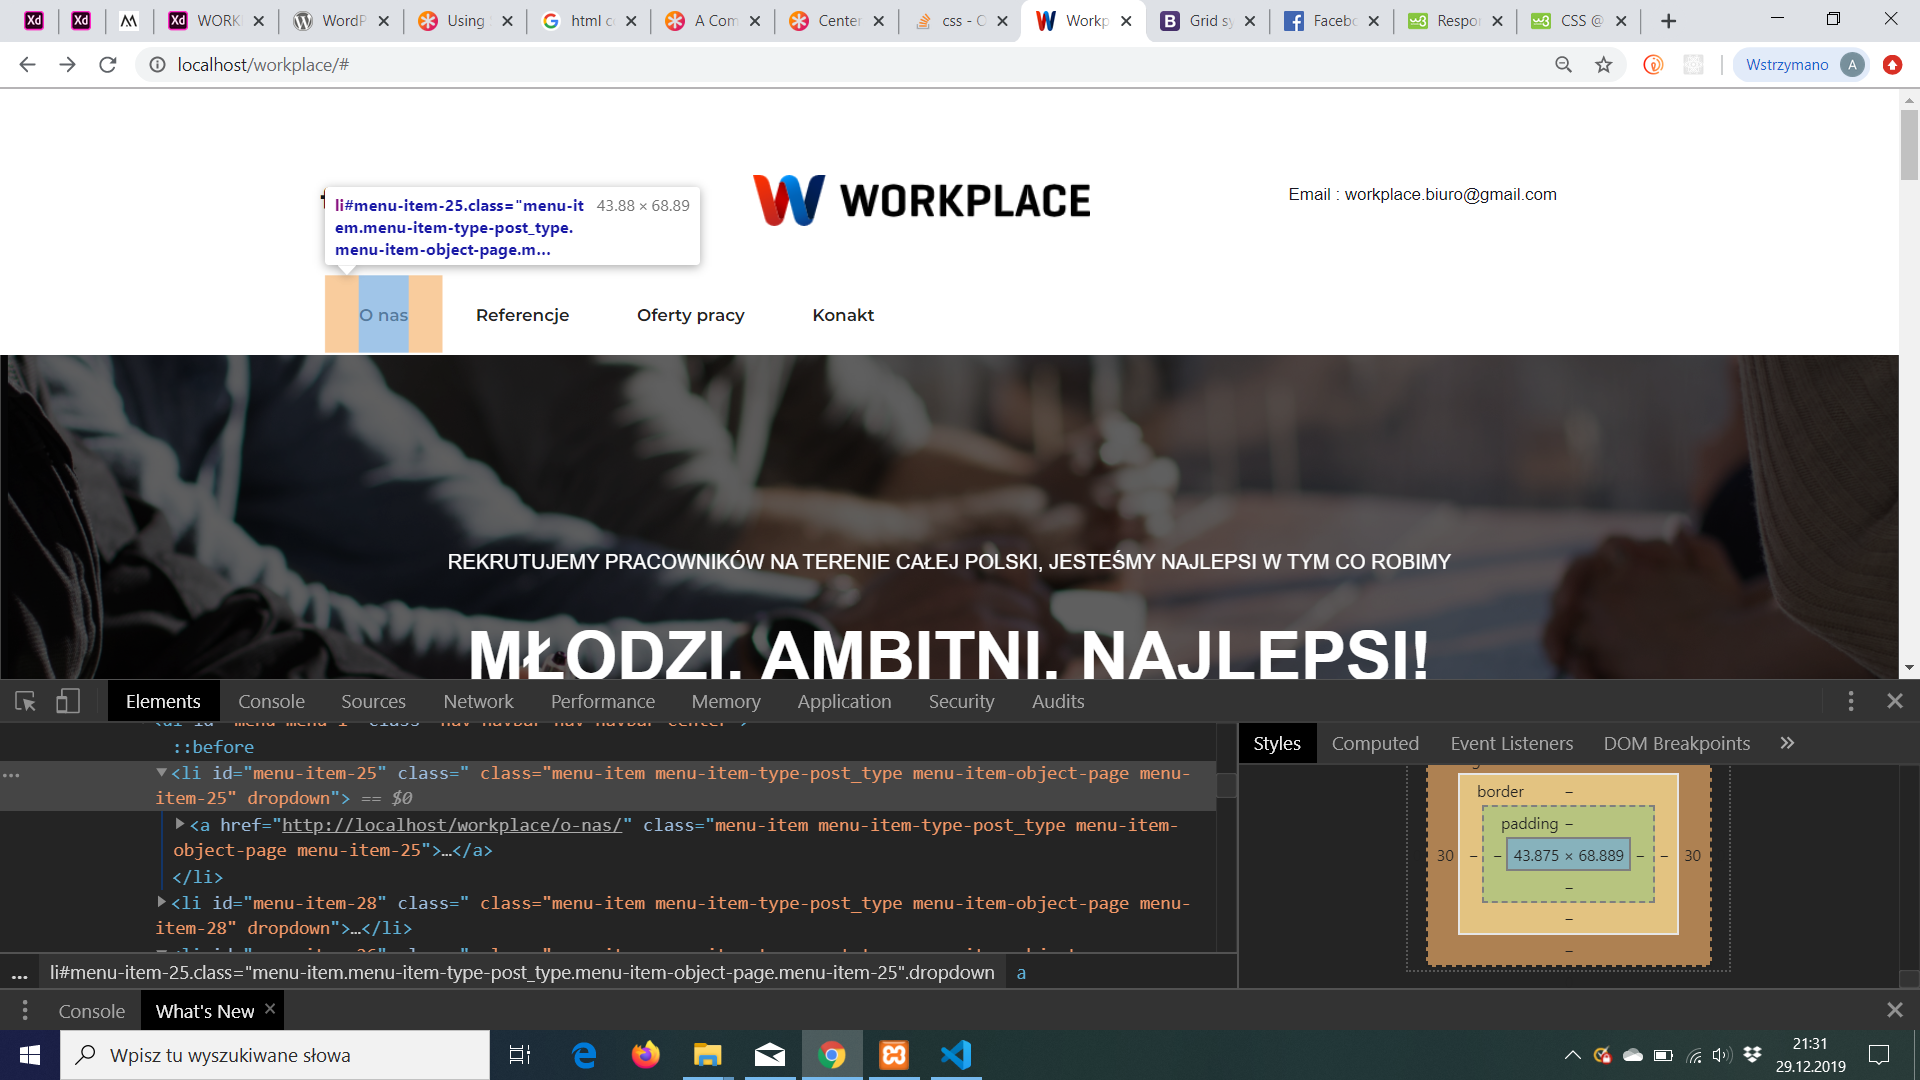 WORK
WordP
Using
html c
A Com
Center
css - O
Workp
Grid sy
Facebo
Respor
CSS @
localhost/workplace/#
Wstrzymano
A
WORKPLACE
Email : workplace.biuro@gmail.com
li#menu-item-25.class="menu-it 43.88 × 68.89
em.menu-item-type-post_type.
menu-item-object-page.m...
O nas
Referencje
Oferty pracy
Konakt
REKRUTUJEMY PRACOWNIKÓW NA TERENIE CAŁEJ POLSKI, JESTEŚMY NAJLEPSI W TYM CO ROBIMY
MŁODZI, AMBITNI, NAJLEPSI!
Elements Console Sources Network Performance Memory Application Security Audits
::before
<li id="menu-item-25" class=" class="menu-item menu-item-type-post_type menu-item-object-page menu-
item-25" dropdown"> == $0
<a href="http://localhost/workplace/o-nas/" class="menu-item menu-item-type-post_type menu-item-
object-page menu-item-25">…</a>
</li>
<li id="menu-item-28" class=" class="menu-item menu-item-type-post_type menu-item-object-page menu-
item-28" dropdown">…</li>
... li#menu-item-25.class="menu-item.menu-item-type-post_type.menu-item-object-page.menu-item-25".dropdown a
Styles Computed Event Listeners DOM Breakpoints »
border –
padding –
30 – – 43.875 × 68.889 – – 30
–
–
–
Console What's New
Wpisz tu wyszukiwane słowa
21:31
29.12.2019